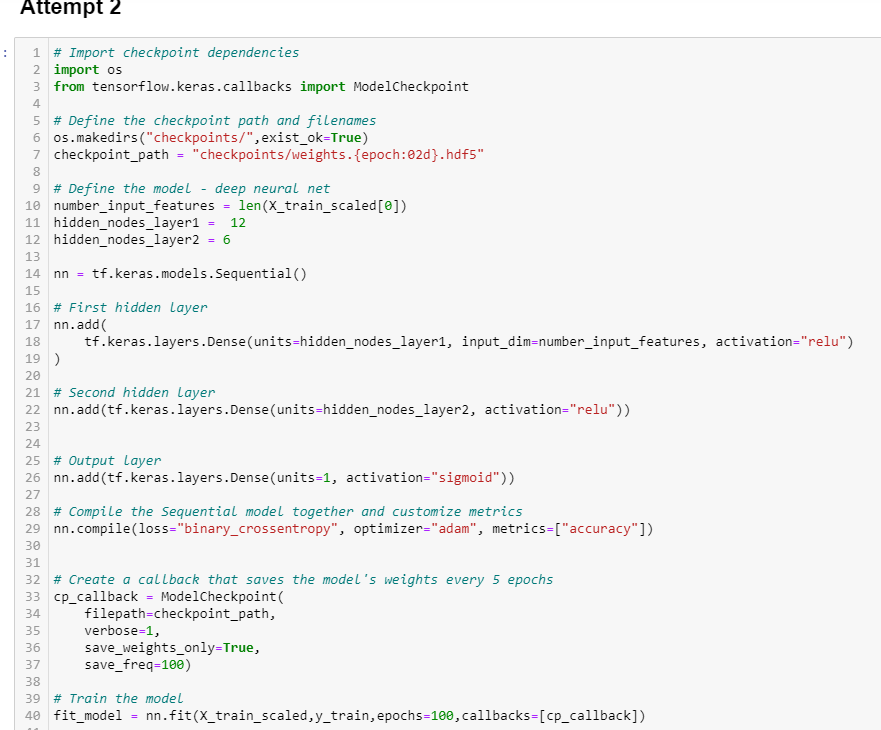 Attempt 2
:
1 # Import checkpoint dependencies
2 import os
3 from tensorflow.keras.callbacks import ModelCheckpoint
4
5 # Define the checkpoint path and filenames
6 os.makedirs("checkpoints/",exist_ok=True)
7 checkpoint_path = "checkpoints/weights.{epoch:02d}.hdf5"
8
9 # Define the model - deep neural net
10 number_input_features = len(X_train_scaled[0])
11 hidden_nodes_layer1 =  12
12 hidden_nodes_layer2 = 6
13
14 nn = tf.keras.models.Sequential()
15
16 # First hidden layer
17 nn.add(
18     tf.keras.layers.Dense(units=hidden_nodes_layer1, input_dim=number_input_features, activation="relu")
19 )
20
21 # Second hidden layer
22 nn.add(tf.keras.layers.Dense(units=hidden_nodes_layer2, activation="relu"))
23
24
25 # Output layer
26 nn.add(tf.keras.layers.Dense(units=1, activation="sigmoid"))
27
28 # Compile the Sequential model together and customize metrics
29 nn.compile(loss="binary_crossentropy", optimizer="adam", metrics=["accuracy"])
30
31
32 # Create a callback that saves the model's weights every 5 epochs
33 cp_callback = ModelCheckpoint(
34     filepath=checkpoint_path,
35     verbose=1,
36     save_weights_only=True,
37     save_freq=100)
38
39 # Train the model
40 fit_model = nn.fit(X_train_scaled,y_train,epochs=100,callbacks=[cp_callback])